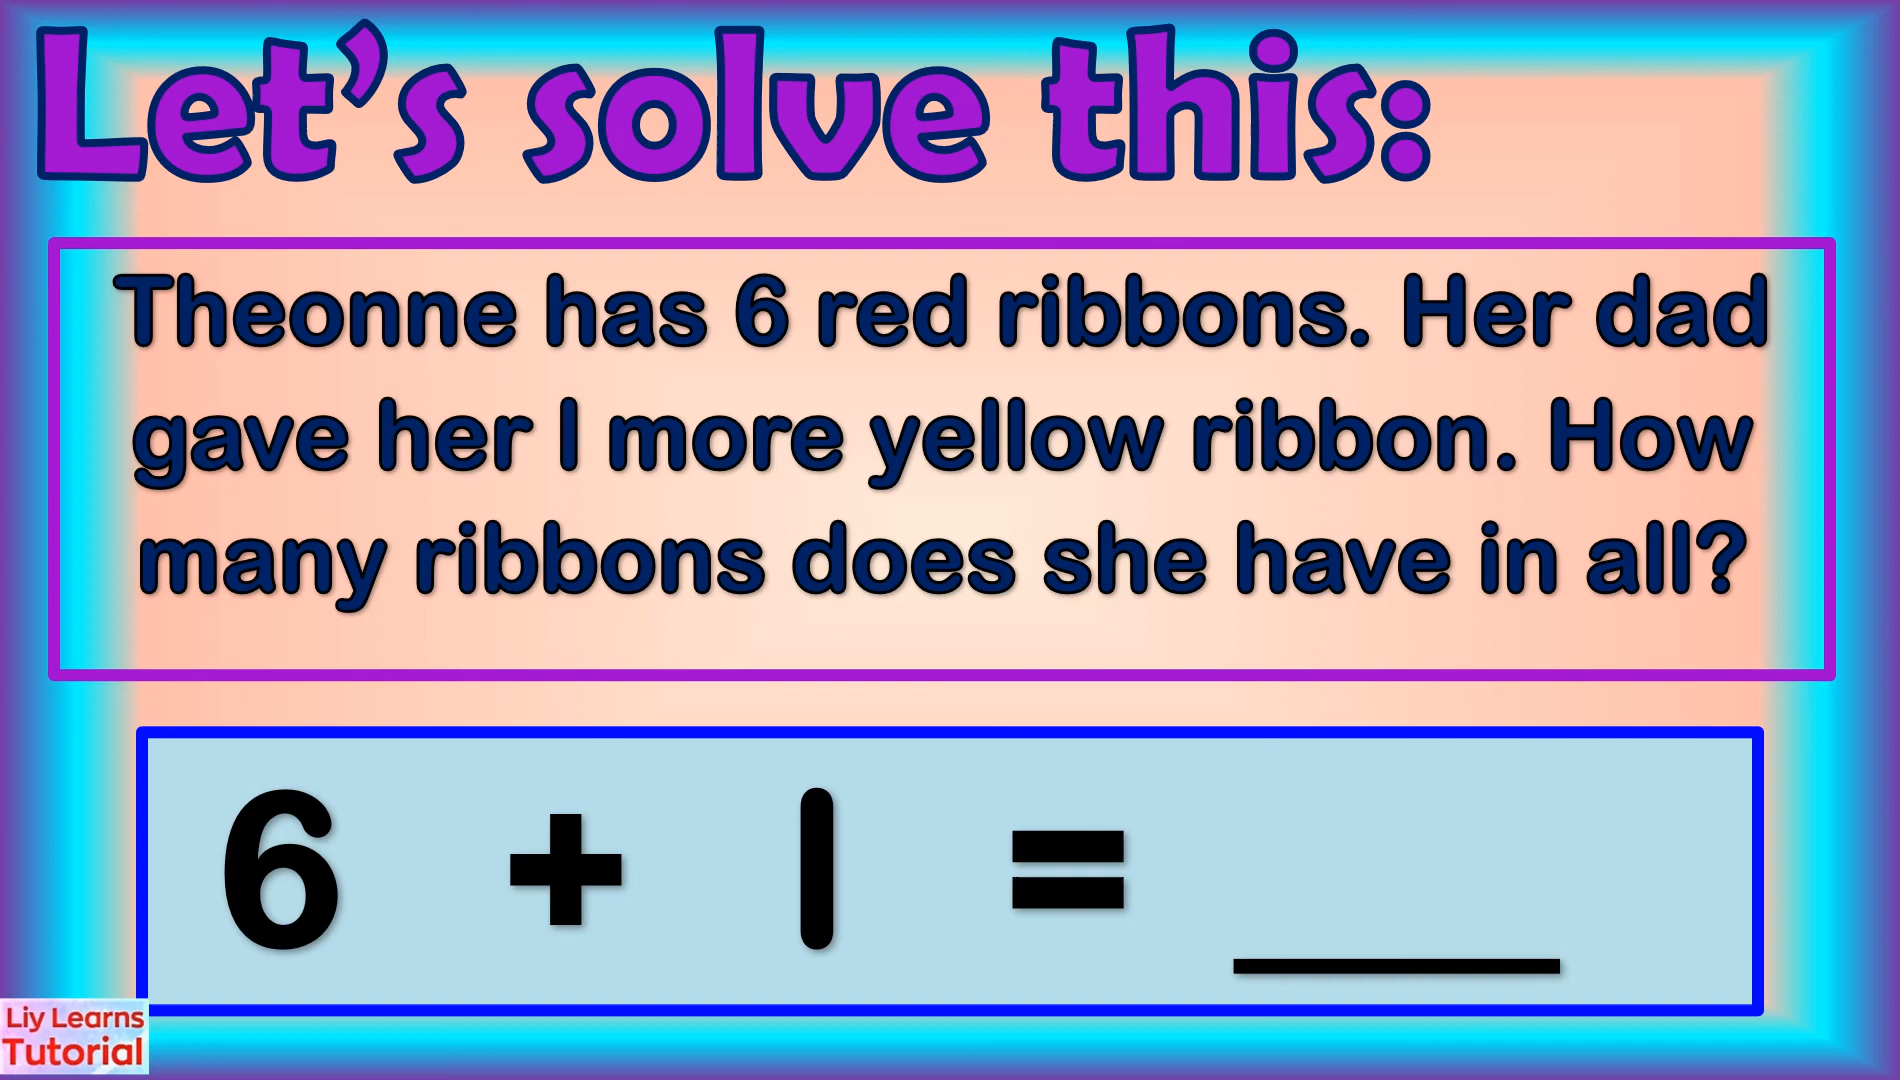 Let's solve this:
Theonne has 6 red ribbons. Her dad
gave her 1 more yellow ribbon. How
many ribbons does she have in all?
6 + 1 = ___
Liy Learns
Tutorial